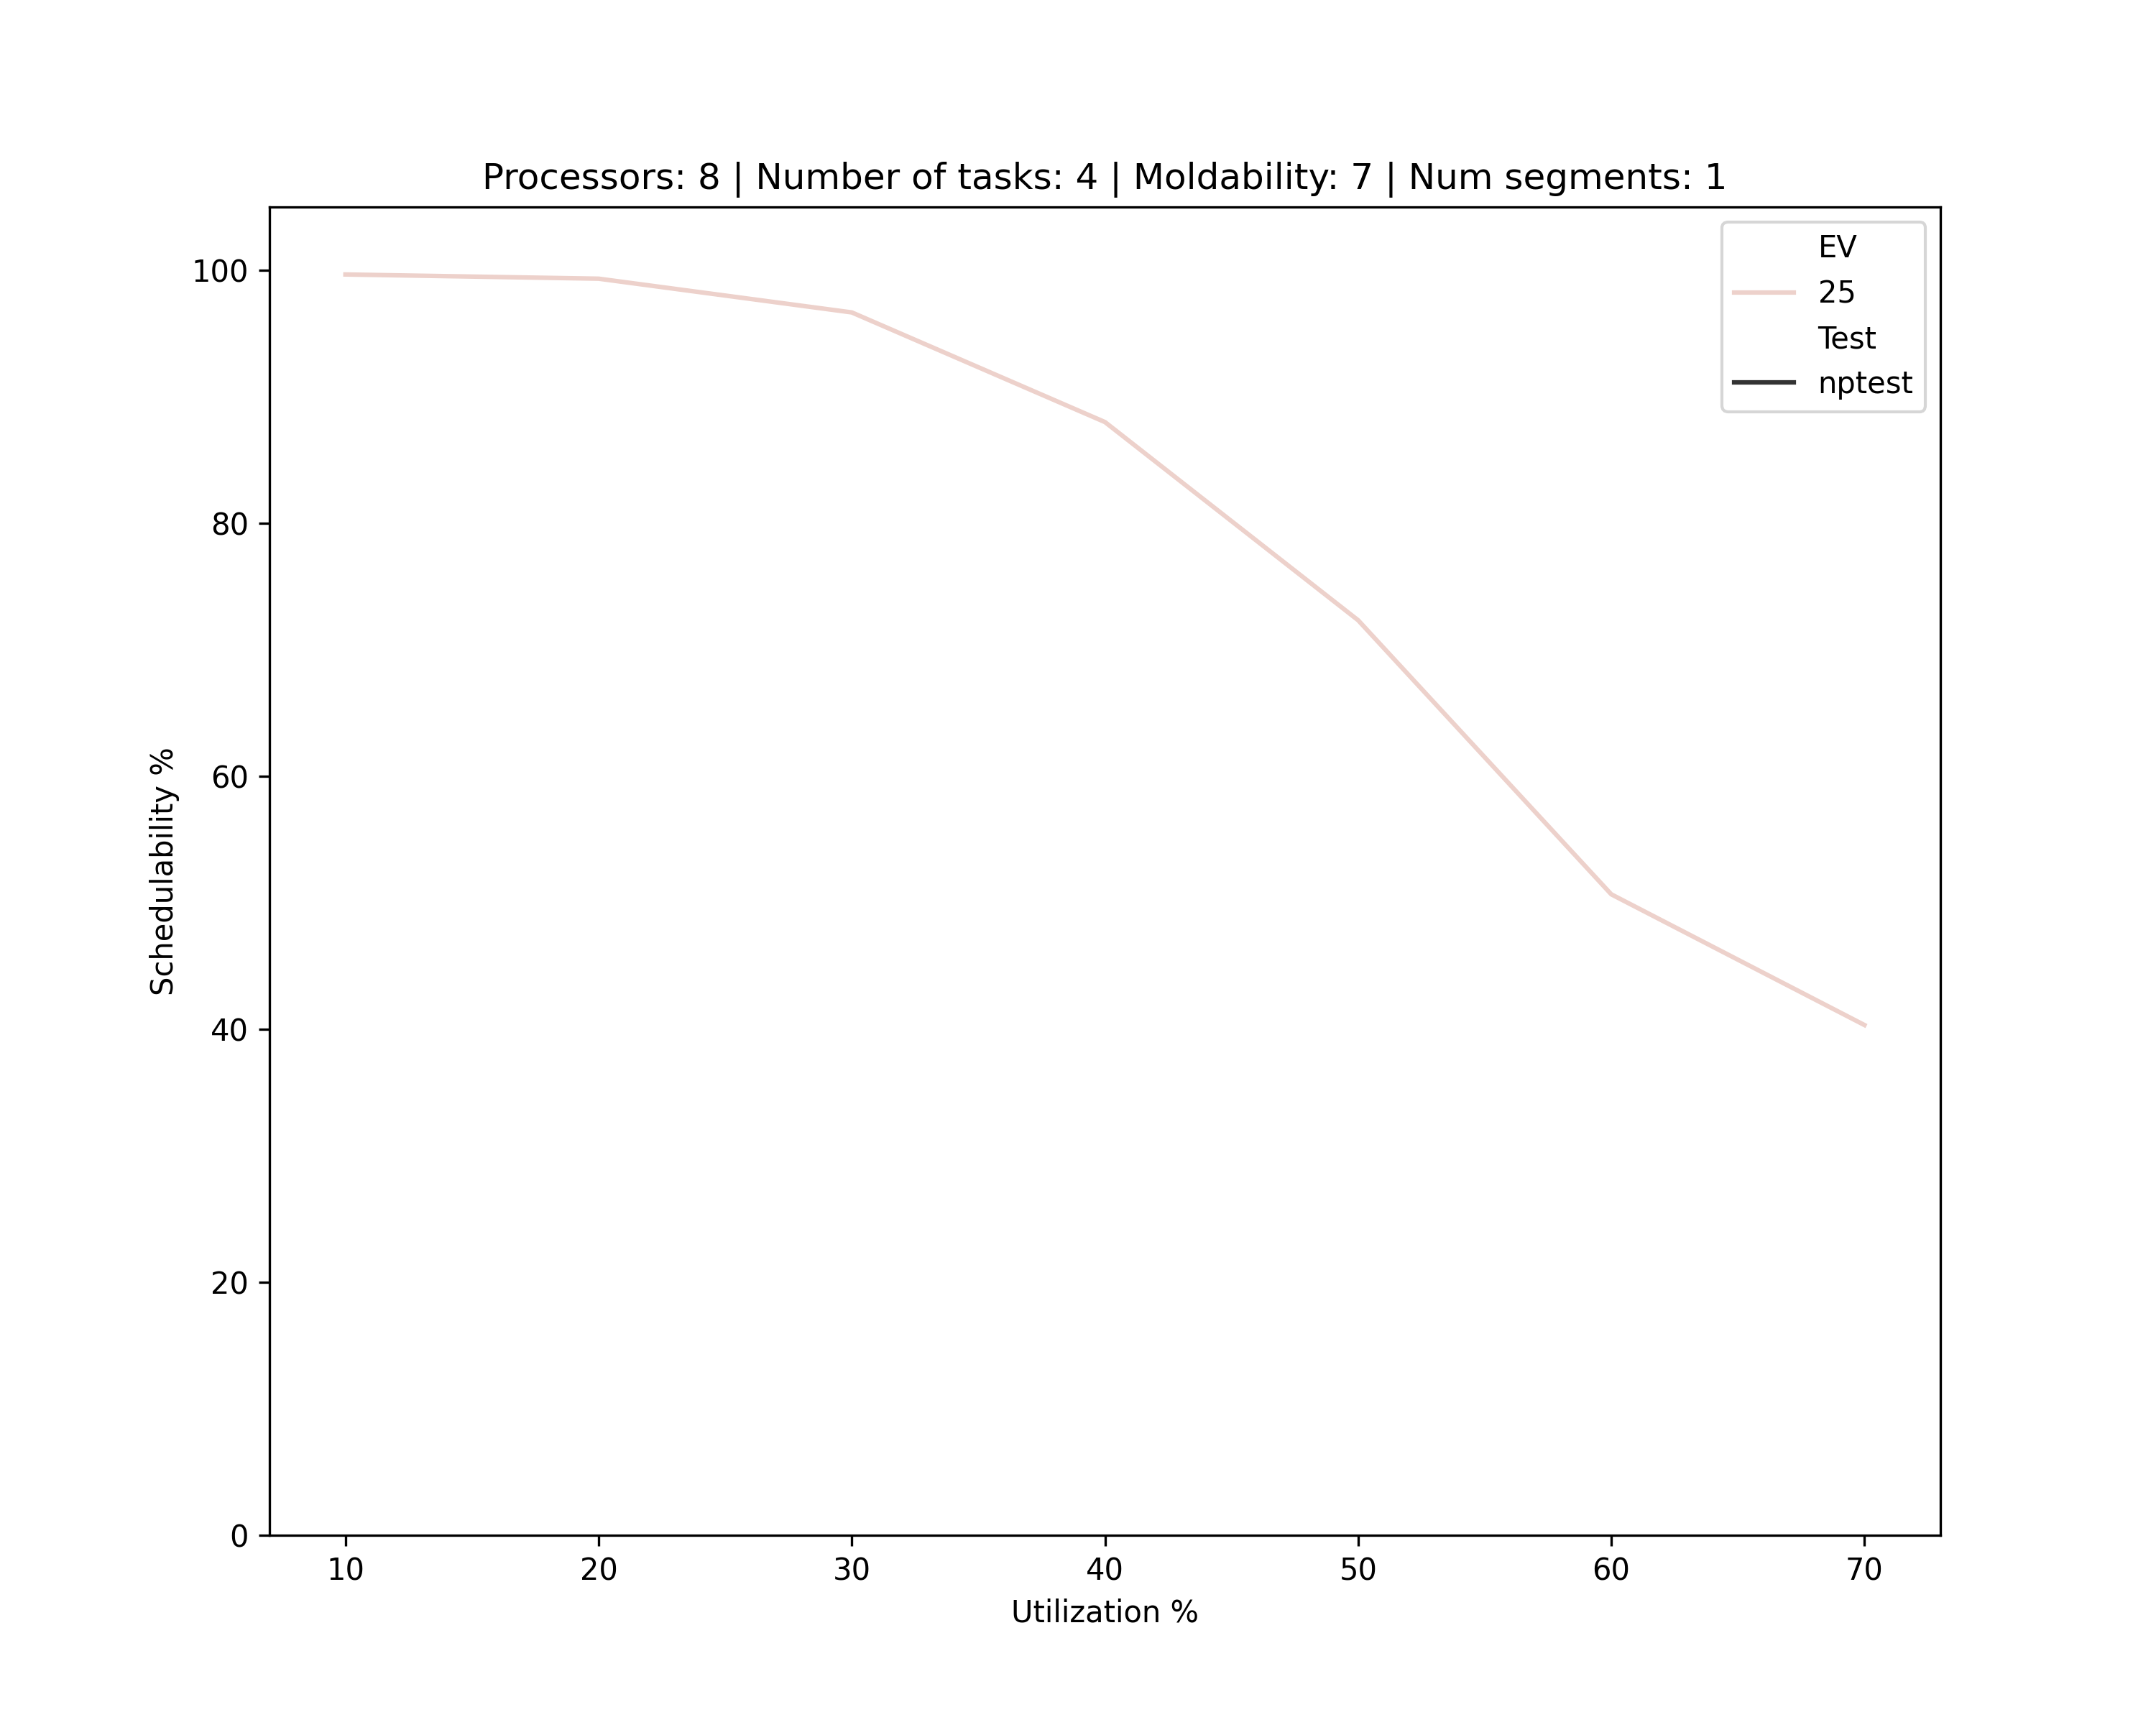 Processors: 8 | Number of tasks: 4 | Moldability: 7 | Num segments: 1
EV
25
Test
nptest
100
80
60
40
20
0
Schedulability %
10 20 30 40 50 60 70
Utilization %